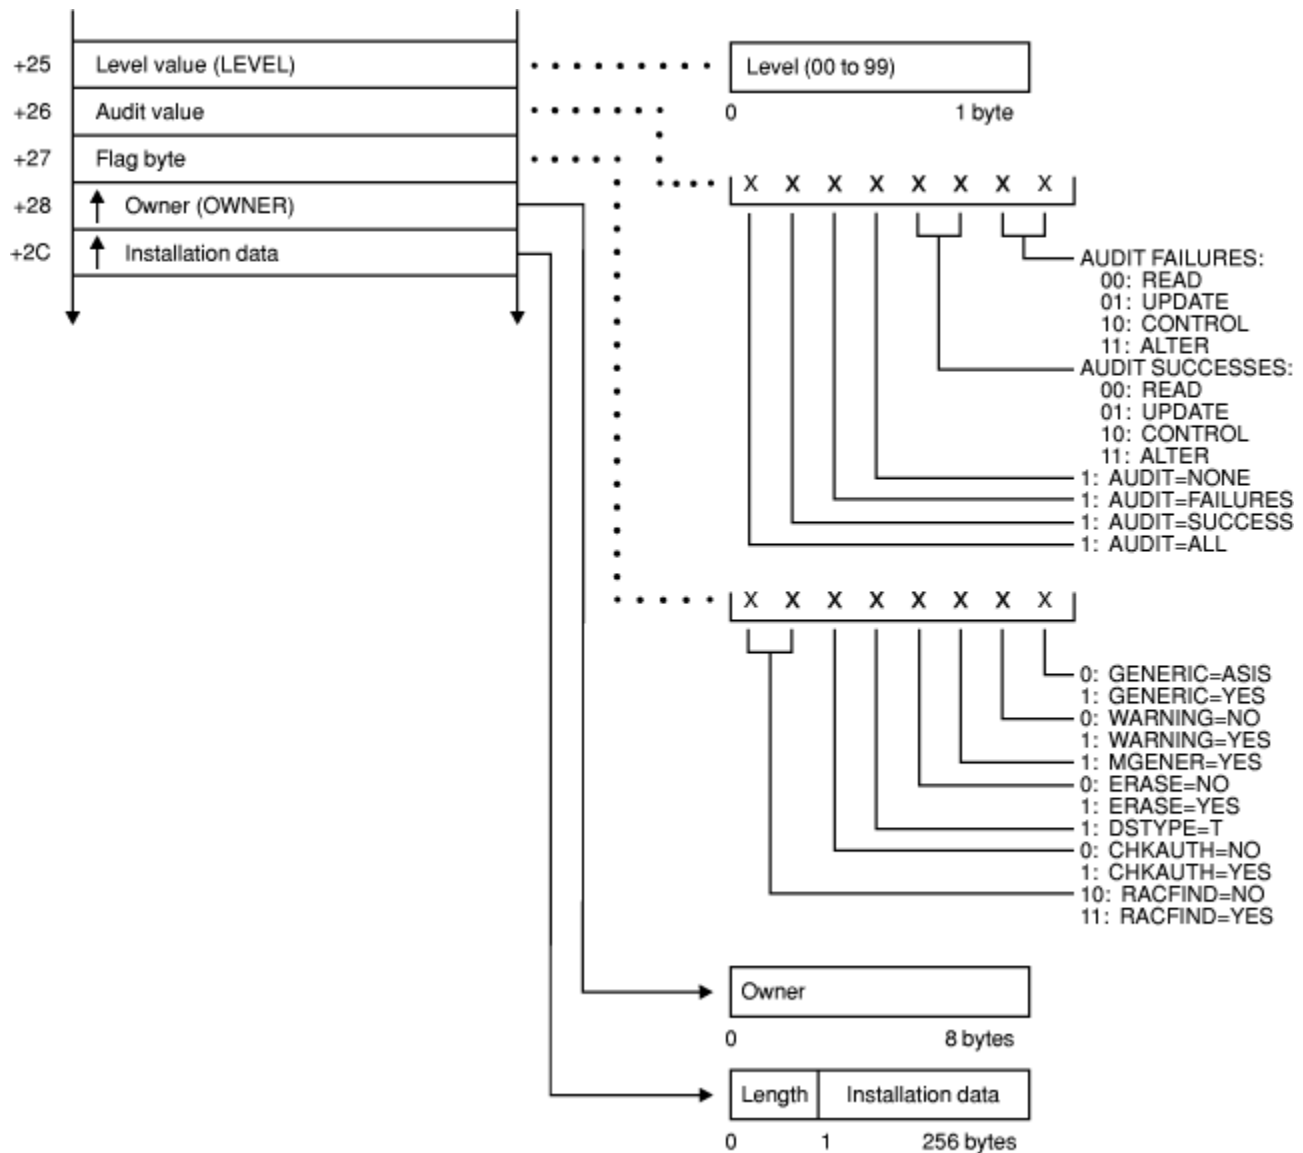 +25 Level value (LEVEL)
Level (00 to 99)
0 1 byte
+26 Audit value
+27 Flag byte
X X X X X X X X
+28 Owner (OWNER)
+2C Installation data
AUDIT FAILURES:
00: READ
01: UPDATE
10: CONTROL
11: ALTER
AUDIT SUCCESSES:
00: READ
01: UPDATE
10: CONTROL
11: ALTER
1: AUDIT=NONE
1: AUDIT=FAILURES
1: AUDIT=SUCCESS
1: AUDIT=ALL
X X X X X X X X
0: GENERIC=ASIS
1: GENERIC=YES
0: WARNING=NO
1: WARNING=YES
1: MGENER=YES
0: ERASE=NO
1: ERASE=YES
1: DSTYPE=T
0: CHKAUTH=NO
1: CHKAUTH=YES
10: RACFIND=NO
11: RACFIND=YES
Owner
0 8 bytes
Length Installation data
0 1 256 bytes